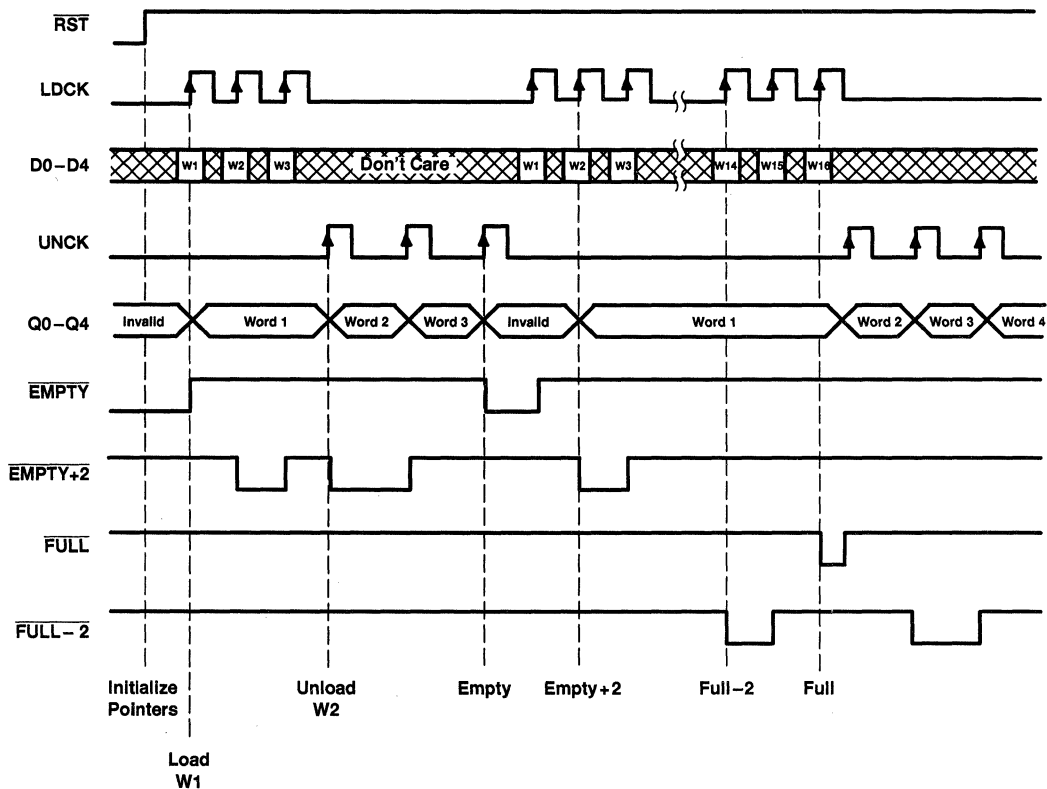 RST
LDCK
D0–D4 W1 W2 W3 Don't Care W1 W2 W3 W14 W15 W16
UNCK
Q0–Q4 Invalid Word 1 Word 2 Word 3 Invalid Word 1 Word 2 Word 3 Word 4
EMPTY
EMPTY+2
FULL
FULL–2
Initialize Pointers
Load W1
Unload W2
Empty
Empty+2
Full–2
Full